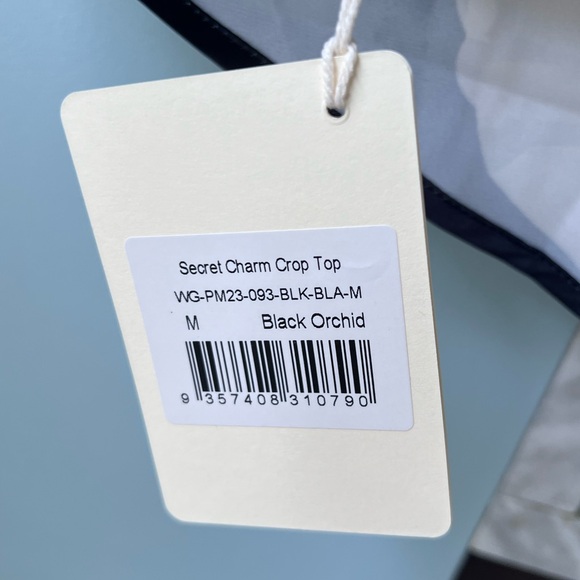 Secret Charm Crop Top
WG-PM23-093-BLK-BLA-M
M Black Orchid
9 357408 310790